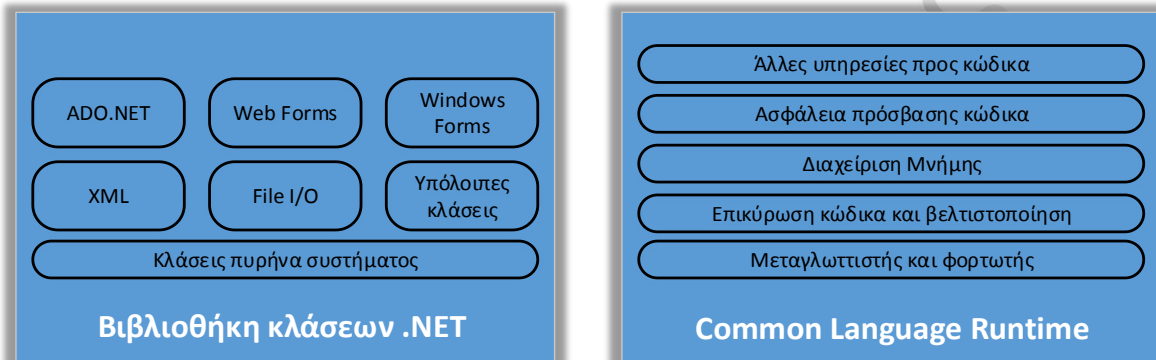 ADO.NET
Web Forms
Windows
Forms
XML
File I/O
Υπόλοιπες
κλάσεις
Κλάσεις πυρήνα συστήματος
Βιβλιοθήκη κλάσεων .NET
Άλλες υπηρεσίες προς κώδικα
Ασφάλεια πρόσβασης κώδικα
Διαχείριση Μνήμης
Επικύρωση κώδικα και βελτιστοποίηση
Μεταγλωττιστής και φορτωτής
Common Language Runtime